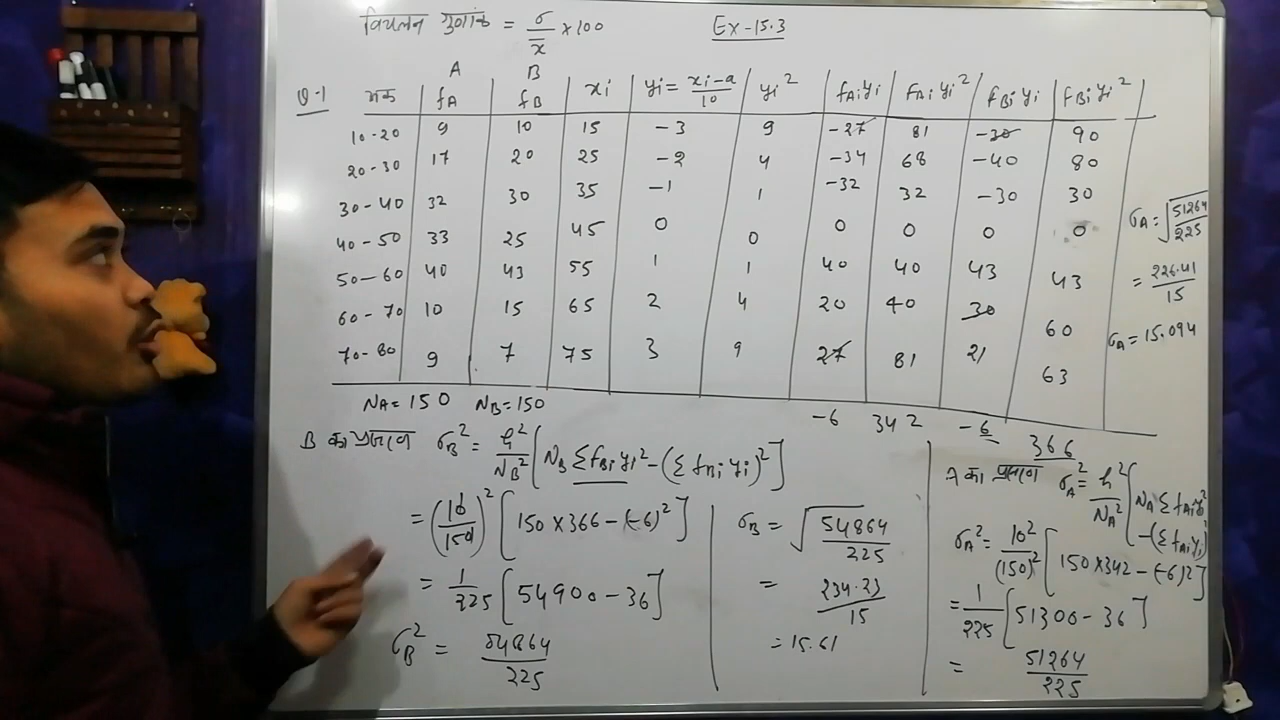 विचलन गुणांक = σ/x̄ × 100 Ex-15.3
A B
Q-1 अंक fA fB xi yi = (xi-a)/10 yi² fAiyi fAiyi² fBiyi fBiyi²
10-20 9 10 15 -3 9 -27 81 -30 90
20-30 17 20 25 -2 4 -34 68 -40 80
30-40 32 30 35 -1 1 -32 32 -30 30
40-50 33 25 45 0 0 0 0 0 0
50-60 40 43 55 1 1 40 40 43 43
60-70 10 15 65 2 4 20 40 30 60
70-80 9 7 75 3 9 27 81 21 63
NA=150 NB=150 -6 342 -6 366
σA = √(51264/225)
= 226.41/15
σA = 15.094
B का प्रसरण σB² = h²/NB² [NB ΣfBiyi² - (ΣfBiyi)²]
= (10/150)² [150×366-(-6)²]
= 1/225 [54900-36]
σB² = 54864/225
σB = √(54864/225)
= 234.23/15
= 15.61
A का प्रसरण σA² = h²/NA² [NA ΣfAiyi²
-(ΣfAiyi)²]
σA² = 10²/(150)² [150×342-(-6)²]
= 1/225 [51300-36]
= 51264/225